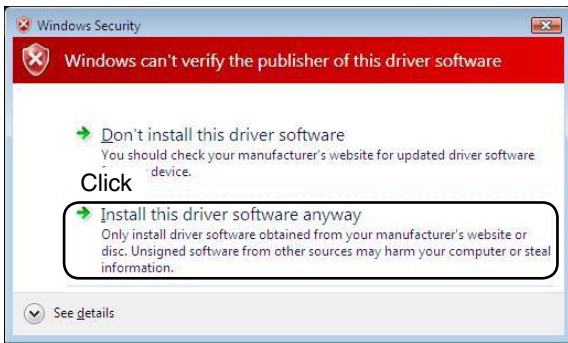 Windows Security
Windows can't verify the publisher of this driver software
Don't install this driver software
You should check your manufacturer's website for updated driver software
device.
Click
Install this driver software anyway
Only install driver software obtained from your manufacturer's website or
disc. Unsigned software from other sources may harm your computer or steal
information.
See details